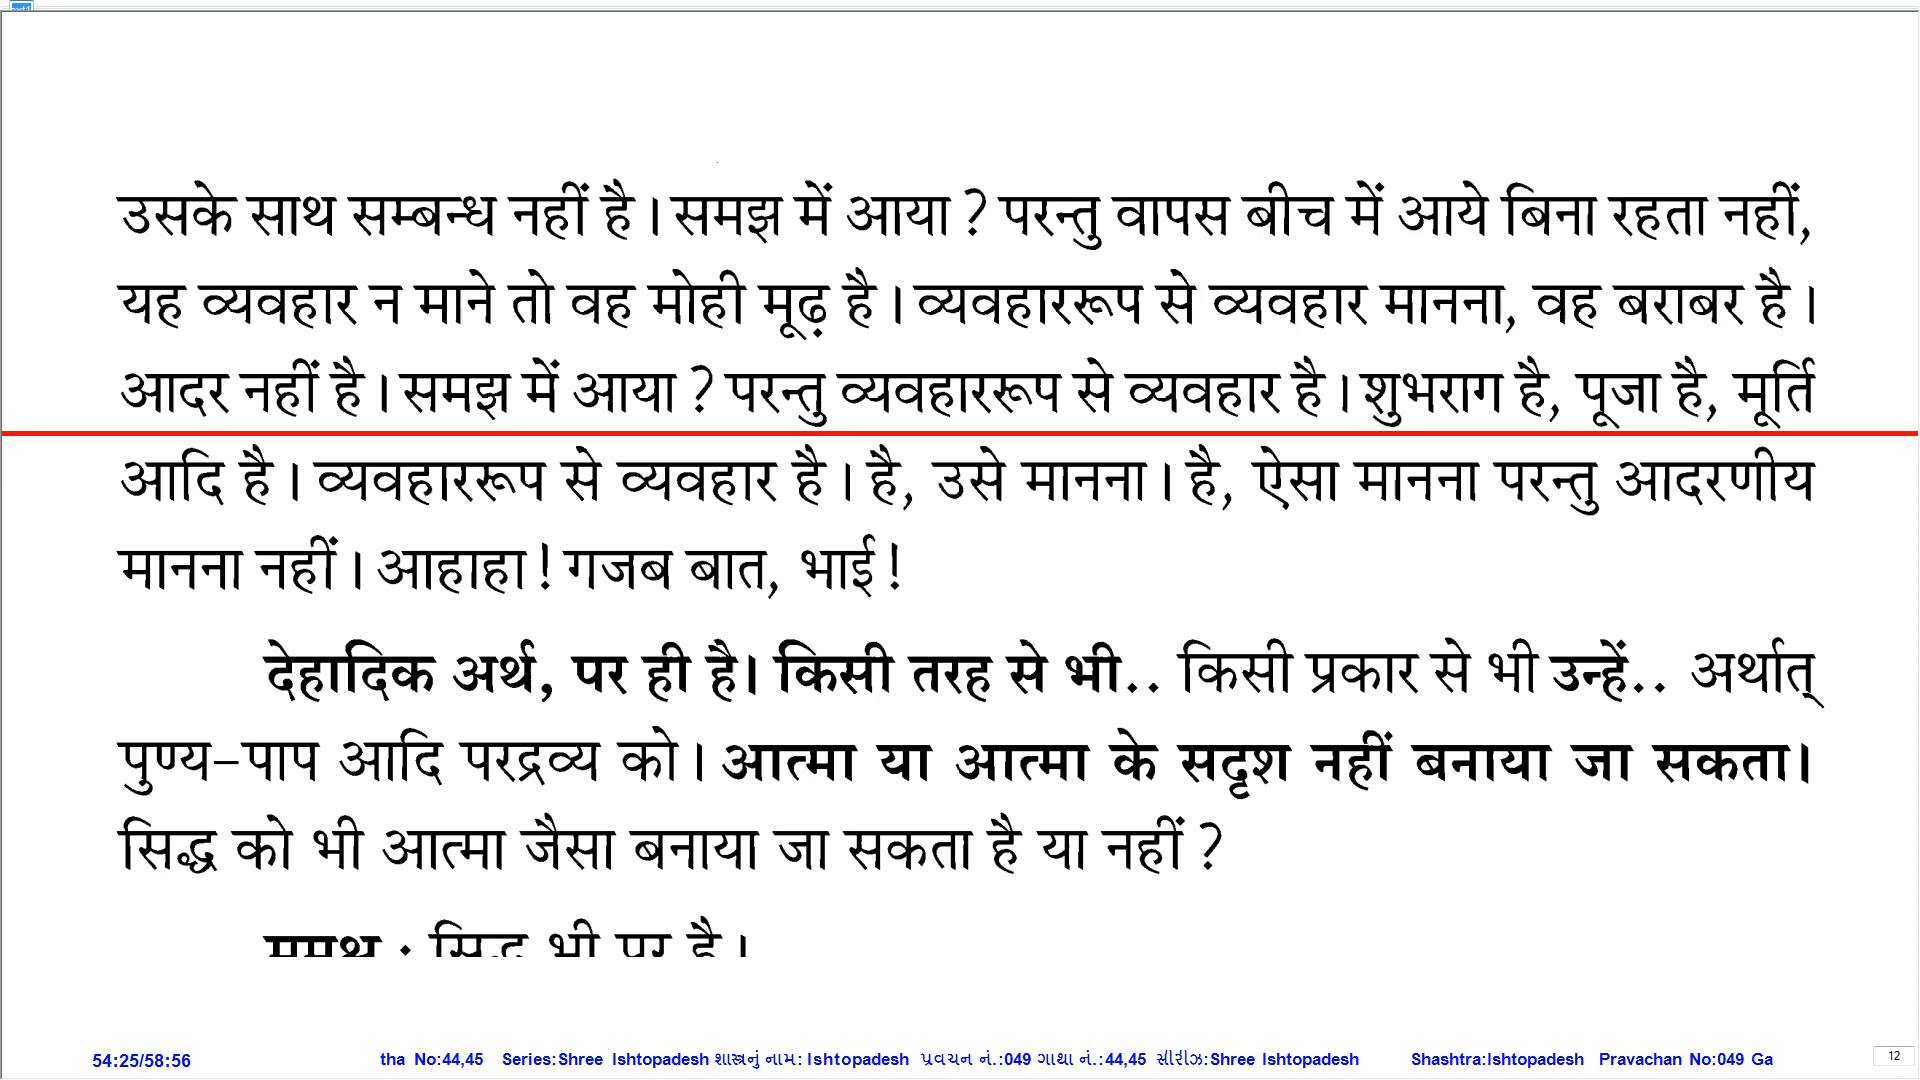 उसके साथ सम्बन्ध नहीं है। समझ में आया ? परन्तु वापस बीच में आये बिना रहता नहीं,
यह व्यवहार न माने तो वह मोही मूढ़ है। व्यवहाररूप से व्यवहार मानना, वह बराबर है।
आदर नहीं है। समझ में आया ? परन्तु व्यवहाररूप से व्यवहार है। शुभराग है, पूजा है, मूर्ति
आदि है। व्यवहाररूप से व्यवहार है। है, उसे मानना। है, ऐसा मानना परन्तु आदरणीय
मानना नहीं। आहाहा! गजब बात, भाई!
देहादिक अर्थ, पर ही है। किसी तरह से भी.. किसी प्रकार से भी उन्हें.. अर्थात्
पुण्य-पाप आदि परद्रव्य को। आत्मा या आत्मा के सदृश नहीं बनाया जा सकता।
सिद्ध को भी आत्मा जैसा बनाया जा सकता है या नहीं ?
: सिद्ध भी पर है।
54:25/58:56 tha No:44,45 Series:Shree Ishtopadesh શાસ્ત્રનું નામ: Ishtopadesh પ્રવચન નં.:049 ગાથા નં.:44,45 સીરીઝ:Shree Ishtopadesh Shashtra:Ishtopadesh Pravachan No:049 Ga 12